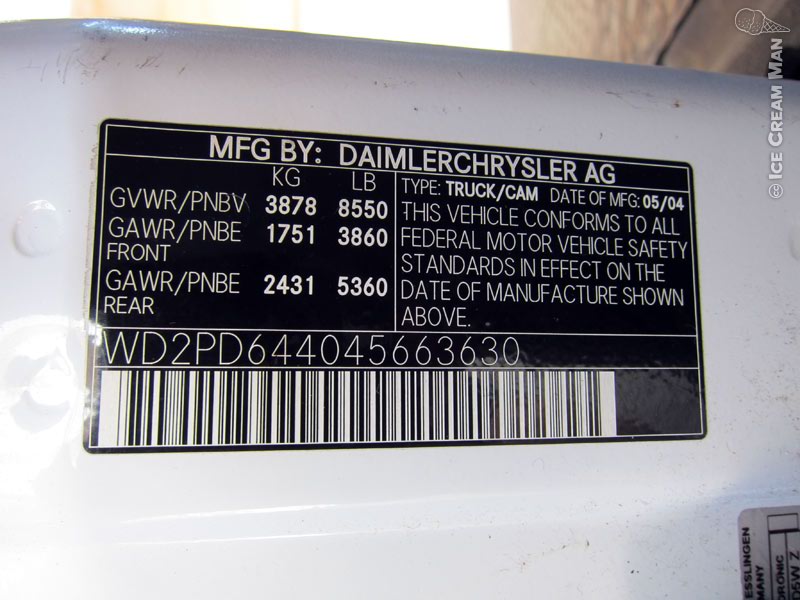 MFG BY: DAIMLERCHRYSLER AG
KG LB
GVWR/PNBV 3878 8550
GAWR/PNBE 1751 3860
FRONT
GAWR/PNBE 2431 5360
REAR
TYPE: TRUCK/CAM DATE OF MFG: 05/04
THIS VEHICLE CONFORMS TO ALL
FEDERAL MOTOR VEHICLE SAFETY
STANDARDS IN EFFECT ON THE
DATE OF MANUFACTURE SHOWN
ABOVE.
WD2PD644045663630
© ICE CREAM MAN
ESSLINGEN